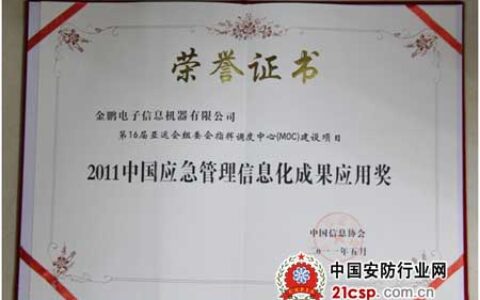 荣誉证书
金鹏电子信息机器有限公司
第16届亚运会组委会指挥调度中心(MOC)建设项目
2011中国应急管理信息化成果应用奖
中国信息协会
二〇一一年五月
中国安防行业网
21csp.com.cn